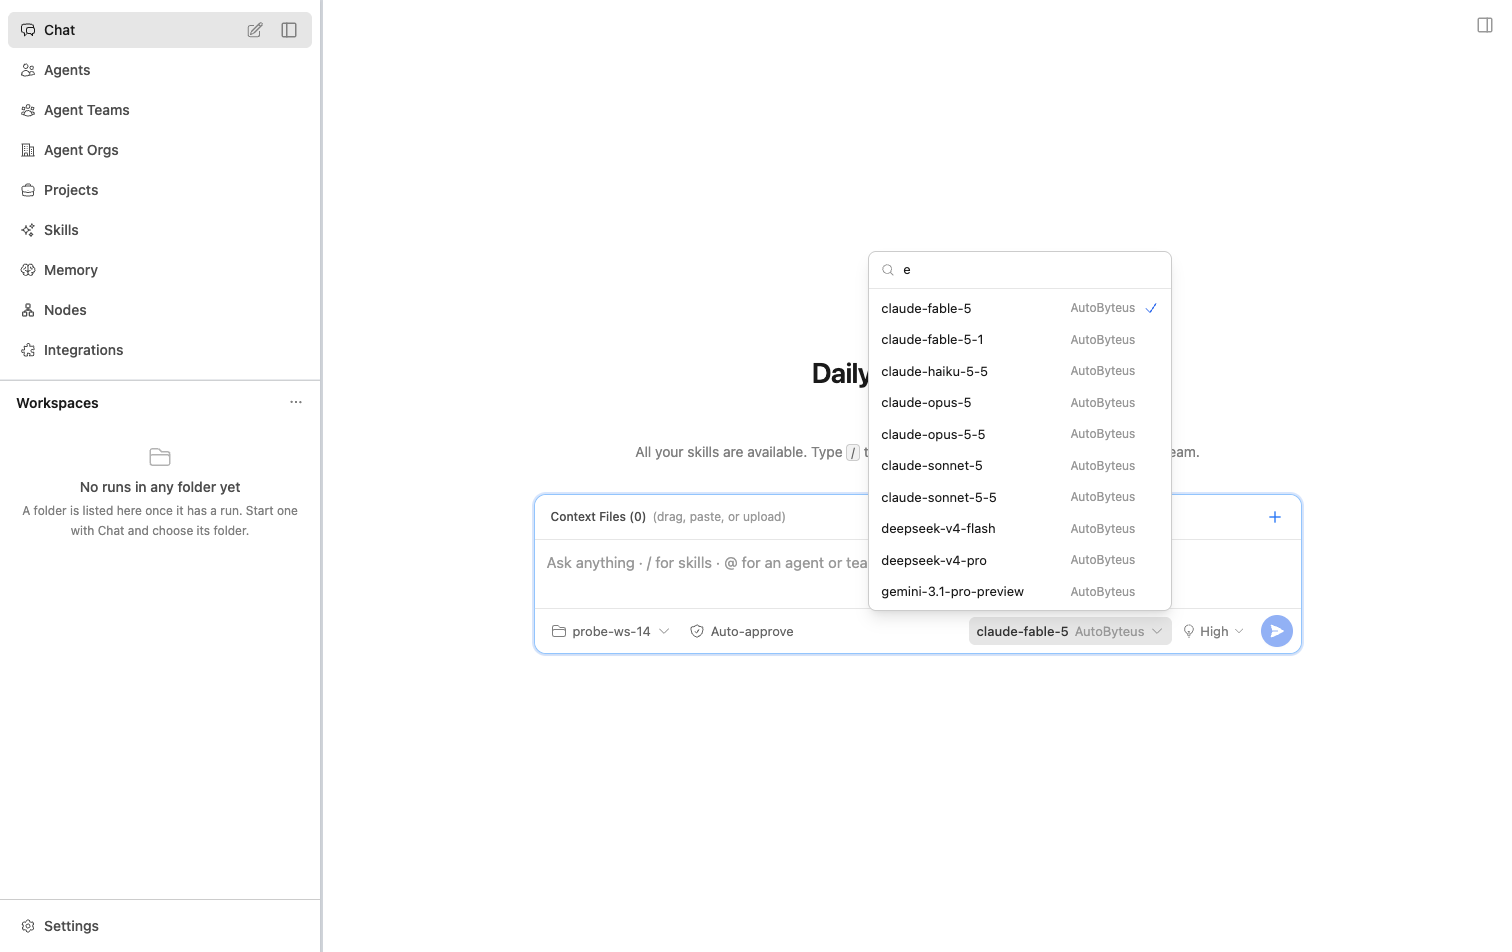 Chat
Agents
Agent Teams
Agent Orgs
Projects
Skills
Memory
Nodes
Integrations
Workspaces
No runs in any folder yet
A folder is listed here once it has a run. Start one
with Chat and choose its folder.
Settings
Daily
All your skills are available. Type /
Context Files (0) (drag, paste, or upload)
Ask anything · / for skills · @ for an agent or
probe-ws-14
Auto-approve
claude-fable-5 AutoByteus
High
e
claude-fable-5 AutoByteus
claude-fable-5-1 AutoByteus
claude-haiku-5-5 AutoByteus
claude-opus-5 AutoByteus
claude-opus-5-5 AutoByteus
claude-sonnet-5 AutoByteus
claude-sonnet-5-5 AutoByteus
deepseek-v4-flash AutoByteus
deepseek-v4-pro AutoByteus
gemini-3.1-pro-preview AutoByteus